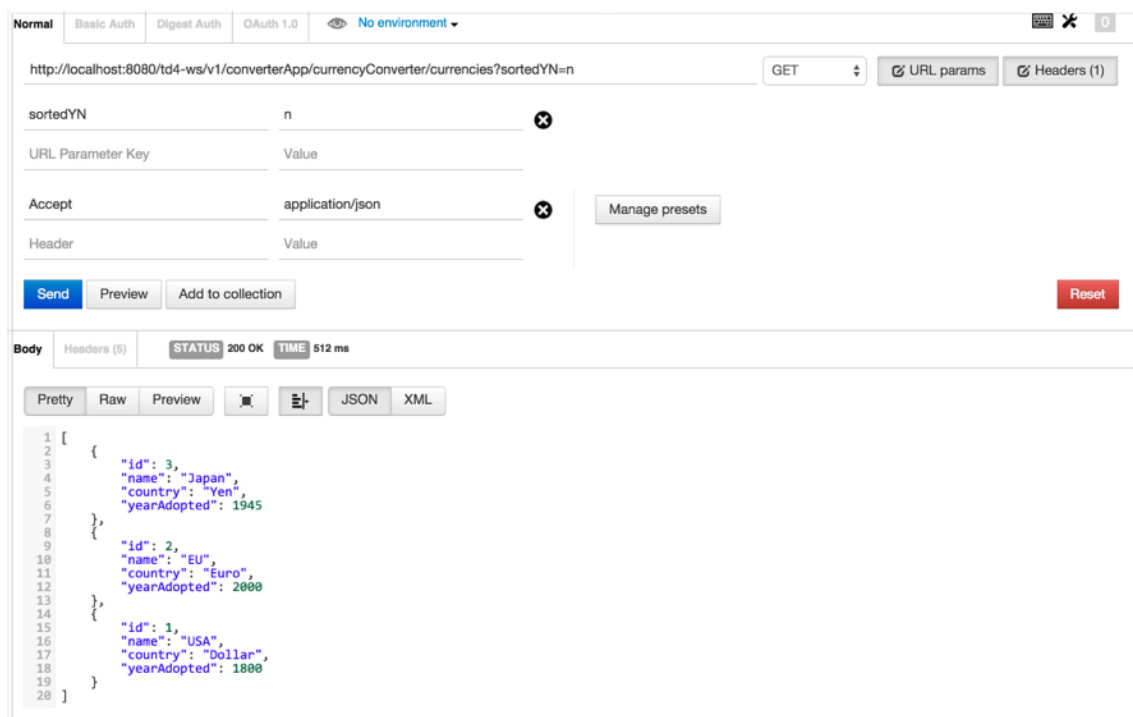 Normal Basic Auth Digest Auth OAuth 1.0 No environment 0
http://localhost:8080/td4-ws/v1/converterApp/currencyConverter/currencies?sortedYN=n GET URL params Headers (1)
sortedYN n
URL Parameter Key Value
Accept application/json Manage presets
Header Value
Send Preview Add to collection Reset
Body Headers (5) STATUS 200 OK TIME 512 ms
Pretty Raw Preview JSON XML
1 [
2 {
3 "id": 3,
4 "name": "Japan",
5 "country": "Yen",
6 "yearAdopted": 1945
7 },
8 {
9 "id": 2,
10 "name": "EU",
11 "country": "Euro",
12 "yearAdopted": 2000
13 },
14 {
15 "id": 1,
16 "name": "USA",
17 "country": "Dollar",
18 "yearAdopted": 1800
19 }
20 ]